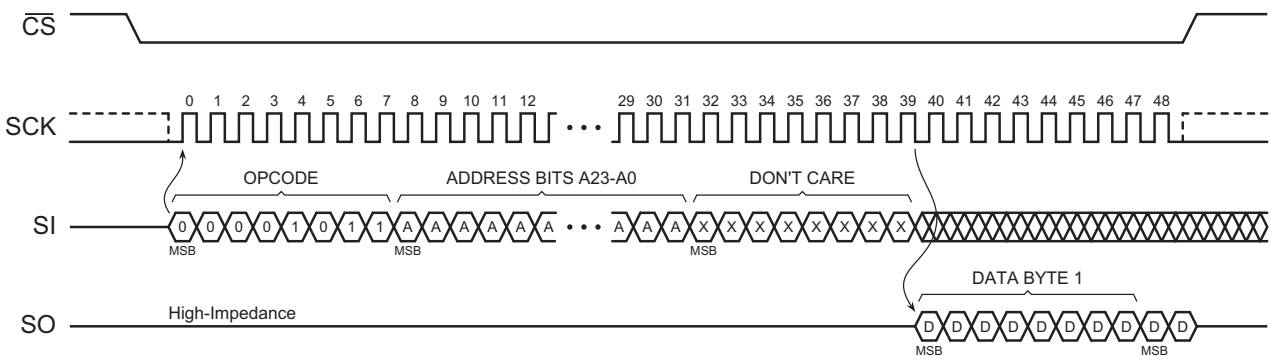 CS
0 1 2 3 4 5 6 7 8 9 10 11 12 29 30 31 32 33 34 35 36 37 38 39 40 41 42 43 44 45 46 47 48
SCK
OPCODE ADDRESS BITS A23-A0 DON'T CARE
SI 0 0 0 0 1 0 1 1 A A A A A A A A A X X X X X X X X
MSB MSB MSB
DATA BYTE 1
High-Impedance
SO D D D D D D D D D D
MSB MSB